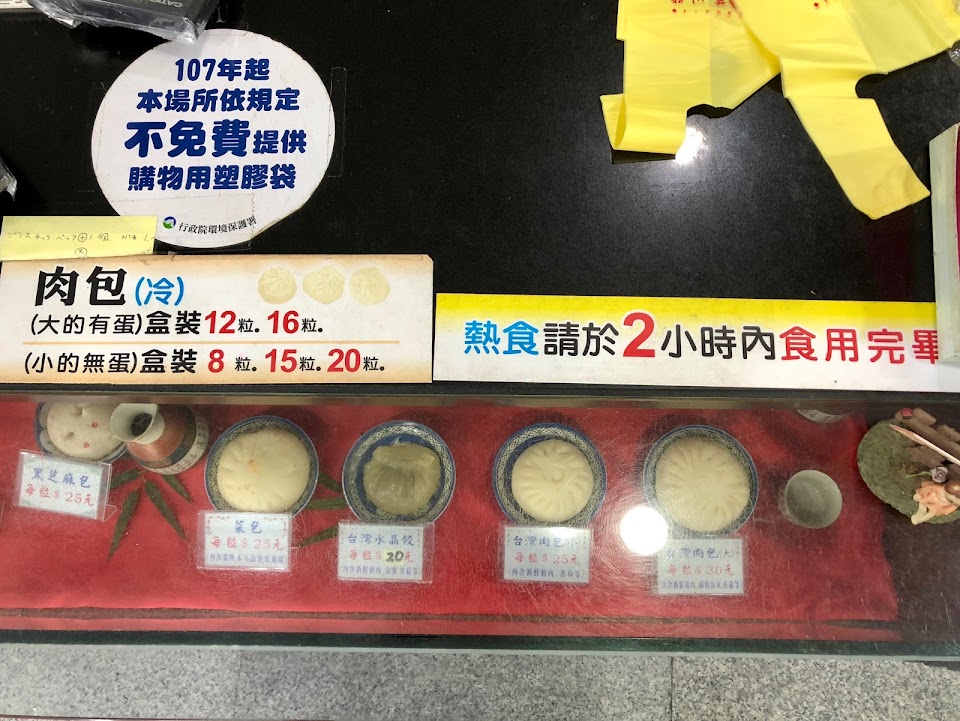 107年起
本場所依規定
不免費提供
購物用塑膠袋
行政院環境保護署
肉包(冷)
(大的有蛋)盒裝12粒. 16粒.
(小的無蛋)盒裝 8 粒. 15粒. 20粒.
熱食請於2小時內食用完畢
黑芝麻包
每粒$25元
菜包
每粒$25元
台灣水晶餃
每粒$20元
台灣肉包
每粒$25元
台灣肉包(大)
每粒$30元